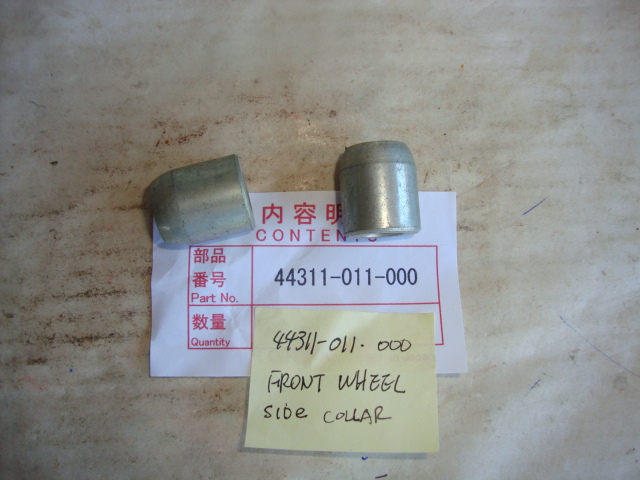 内容明
CONTENTS
部品
番号
Part No.
44311-011-000
数量
Quantity
44311-011.000
FRONT WHEEL
side COLLAR